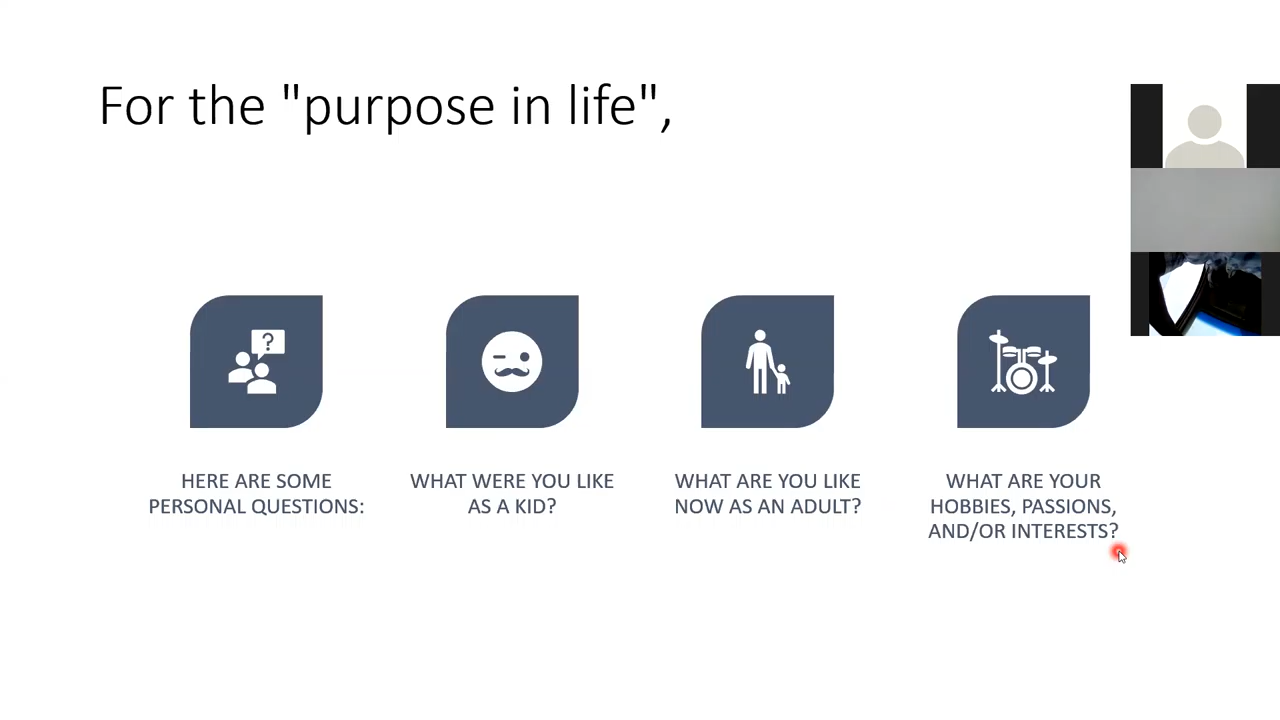 For the "purpose in life",
HERE ARE SOME
PERSONAL QUESTIONS:
WHAT WERE YOU LIKE
AS A KID?
WHAT ARE YOU LIKE
NOW AS AN ADULT?
WHAT ARE YOUR
HOBBIES, PASSIONS,
AND/OR INTERESTS?